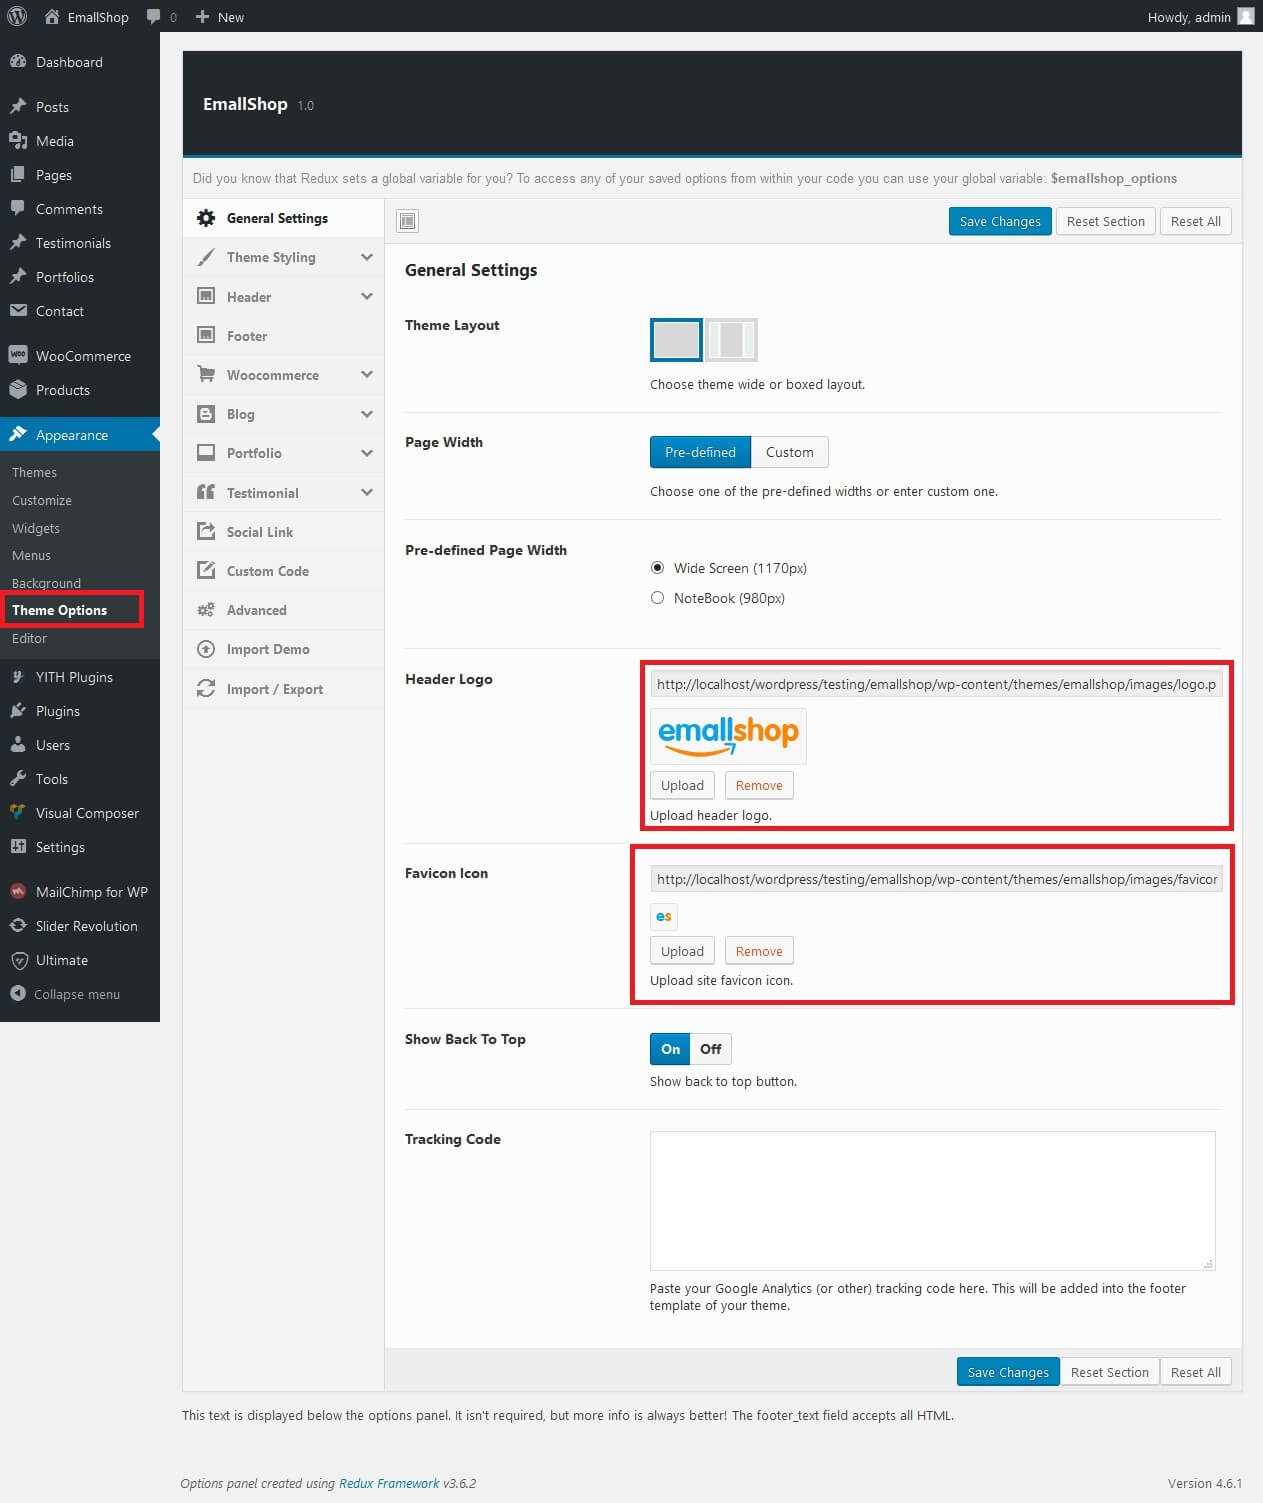 EmallShop 0 New Howdy, admin
Dashboard
Posts
Media
Pages
Comments
Testimonials
Portfolios
Contact
WooCommerce
Products
Appearance
Themes
Customize
Widgets
Menus
Background
Theme Options
Editor
YITH Plugins
Plugins
Users
Tools
Visual Composer
Settings
MailChimp for WP
Slider Revolution
Ultimate
Collapse menu
EmallShop 1.0
Did you know that Redux sets a global variable for you? To access any of your saved options from within your code you can use your global variable: $emallshop_options
General Settings
Theme Styling
Header
Footer
Woocommerce
Blog
Portfolio
Testimonial
Social Link
Custom Code
Advanced
Import Demo
Import / Export
Save Changes Reset Section Reset All
General Settings
Theme Layout
Choose theme wide or boxed layout.
Page Width
Pre-defined Custom
Choose one of the pre-defined widths or enter custom one.
Pre-defined Page Width
Wide Screen (1170px)
NoteBook (980px)
Header Logo
http://localhost/wordpress/testing/emallshop/wp-content/themes/emallshop/images/logo.p
emallshop
Upload Remove
Upload header logo.
Favicon Icon
http://localhost/wordpress/testing/emallshop/wp-content/themes/emallshop/images/favicor
es
Upload Remove
Upload site favicon icon.
Show Back To Top
On Off
Show back to top button.
Tracking Code
Paste your Google Analytics (or other) tracking code here. This will be added into the footer
template of your theme.
Save Changes Reset Section Reset All
This text is displayed below the options panel. It isn't required, but more info is always better! The footer_text field accepts all HTML.
Options panel created using Redux Framework v3.6.2 Version 4.6.1